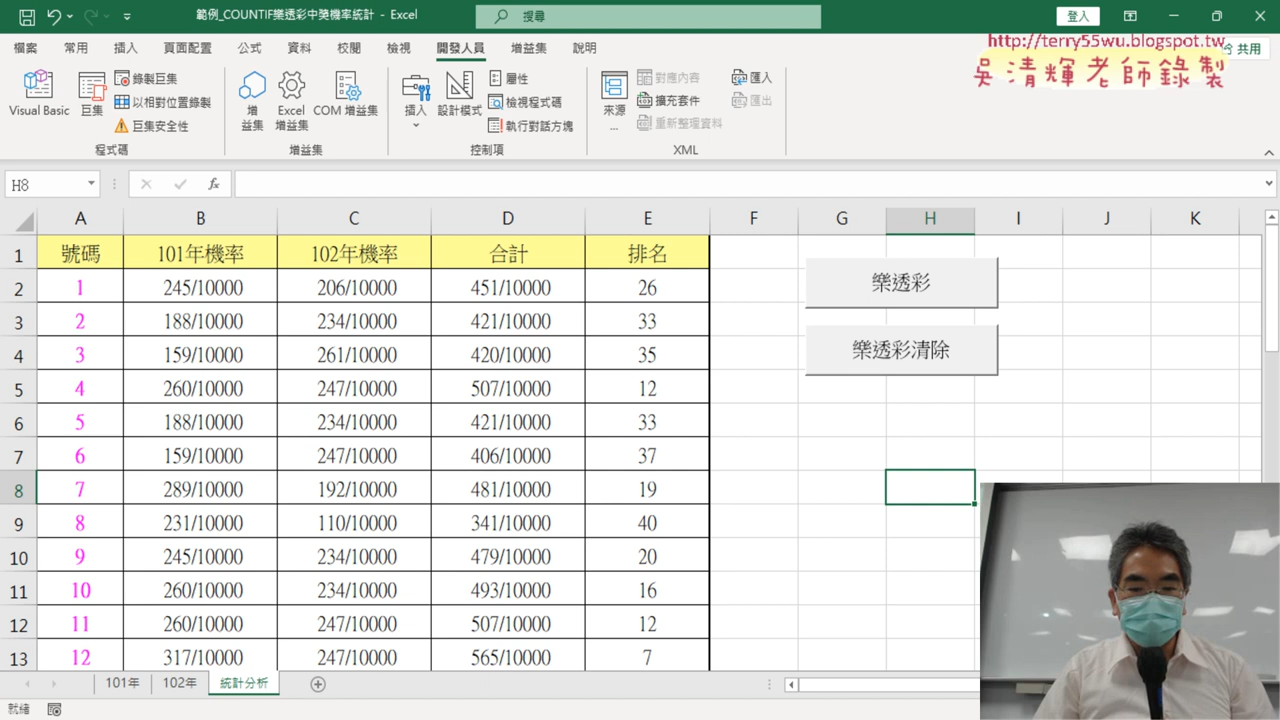 範例_COUNTIF樂透彩中獎機率統計 - Excel
搜尋
登入
檔案 常用 插入 頁面配置 公式 資料 校閱 檢視 開發人員 增益集 說明
共用
http://terry55wu.blogspot.tw
吳清輝老師錄製
Visual Basic
巨集
錄製巨集
以相對位置錄製
巨集安全性
程式碼
增益集
Excel 增益集
COM 增益集
增益集
插入
設計模式
屬性
檢視程式碼
執行對話方塊
控制項
來源...
對應內容
擴充套件
重新整理資料
匯入
匯出
XML
H8
fx
A B C D E F G H I J K
1 號碼 101年機率 102年機率 合計 排名
2 1 245/10000 206/10000 451/10000 26
3 2 188/10000 234/10000 421/10000 33
4 3 159/10000 261/10000 420/10000 35
5 4 260/10000 247/10000 507/10000 12
6 5 188/10000 234/10000 421/10000 33
7 6 159/10000 247/10000 406/10000 37
8 7 289/10000 192/10000 481/10000 19
9 8 231/10000 110/10000 341/10000 40
10 9 245/10000 234/10000 479/10000 20
11 10 260/10000 234/10000 493/10000 16
12 11 260/10000 247/10000 507/10000 12
13 12 317/10000 247/10000 565/10000 7
樂透彩
樂透彩清除
101年 102年 統計分析
就緒